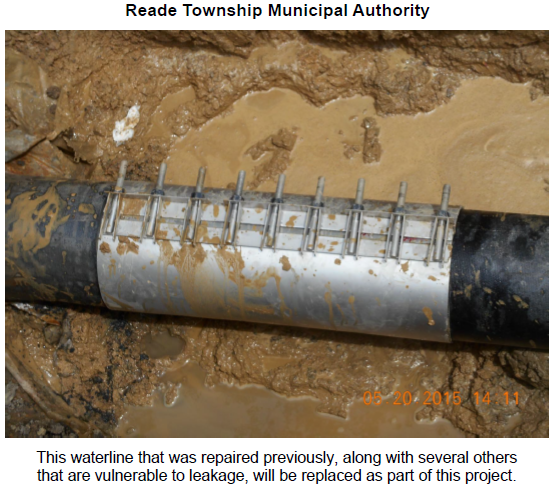 Reade Township Municipal Authority
20 2015 14:11
This waterline that was repaired previously, along with several others
that are vulnerable to leakage, will be replaced as part of this project.